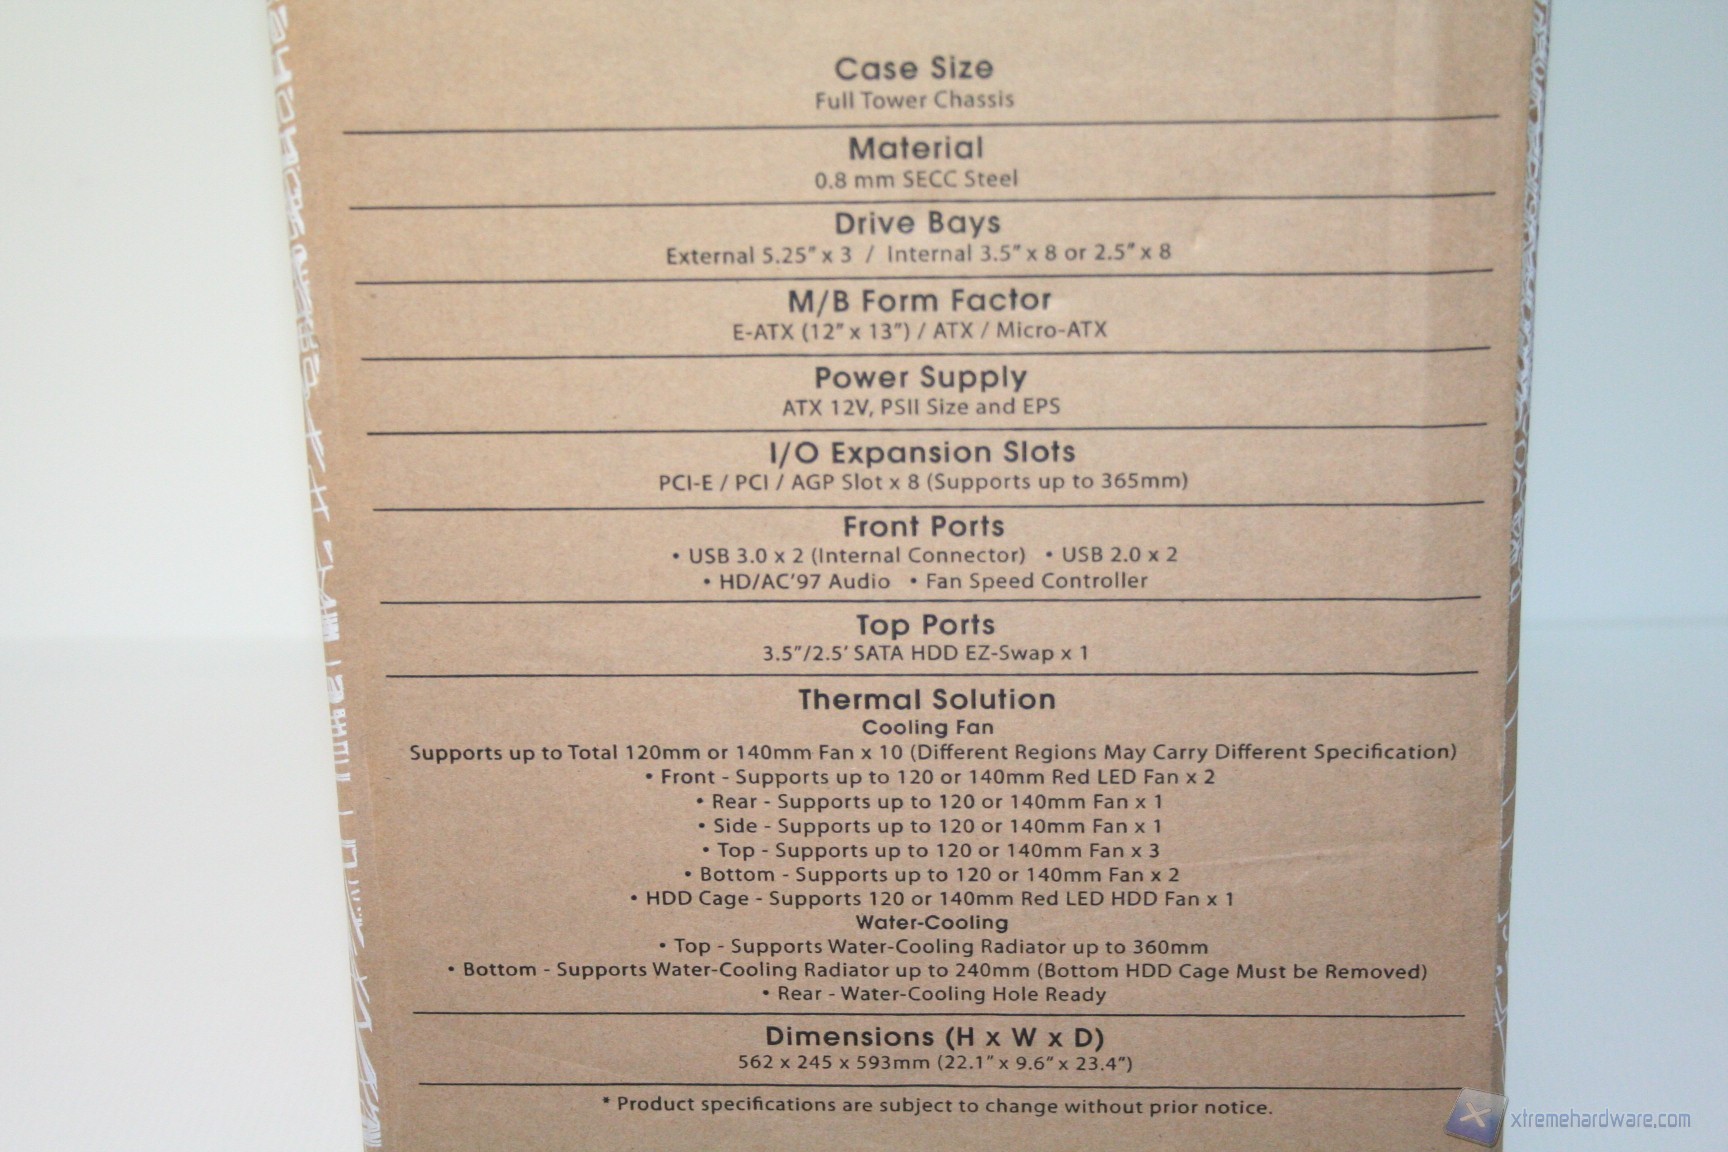 Case Size
Full Tower Chassis
Material
0.8 mm SECC Steel
Drive Bays
External 5.25" x 3 / Internal 3.5" x 8 or 2.5" x 8
M/B Form Factor
E-ATX (12" x 13") / ATX / Micro-ATX
Power Supply
ATX 12V, PSII Size and EPS
I/O Expansion Slots
PCI-E / PCI / AGP Slot x 8 (Supports up to 365mm)
Front Ports
• USB 3.0 x 2 (Internal Connector) • USB 2.0 x 2
• HD/AC'97 Audio • Fan Speed Controller
Top Ports
3.5"/2.5' SATA HDD EZ-Swap x 1
Thermal Solution
Cooling Fan
Supports up to Total 120mm or 140mm Fan x 10 (Different Regions May Carry Different Specification)
• Front - Supports up to 120 or 140mm Red LED Fan x 2
• Rear - Supports up to 120 or 140mm Fan x 1
• Side - Supports up to 120 or 140mm Fan x 1
• Top - Supports up to 120 or 140mm Fan x 3
• Bottom - Supports up to 120 or 140mm Fan x 2
• HDD Cage - Supports 120 or 140mm Red LED HDD Fan x 1
Water-Cooling
• Top - Supports Water-Cooling Radiator up to 360mm
• Bottom - Supports Water-Cooling Radiator up to 240mm (Bottom HDD Cage Must be Removed)
• Rear - Water-Cooling Hole Ready
Dimensions (H x W x D)
562 x 245 x 593mm (22.1" x 9.6" x 23.4")
* Product specifications are subject to change without prior notice.
xtremehardware.com